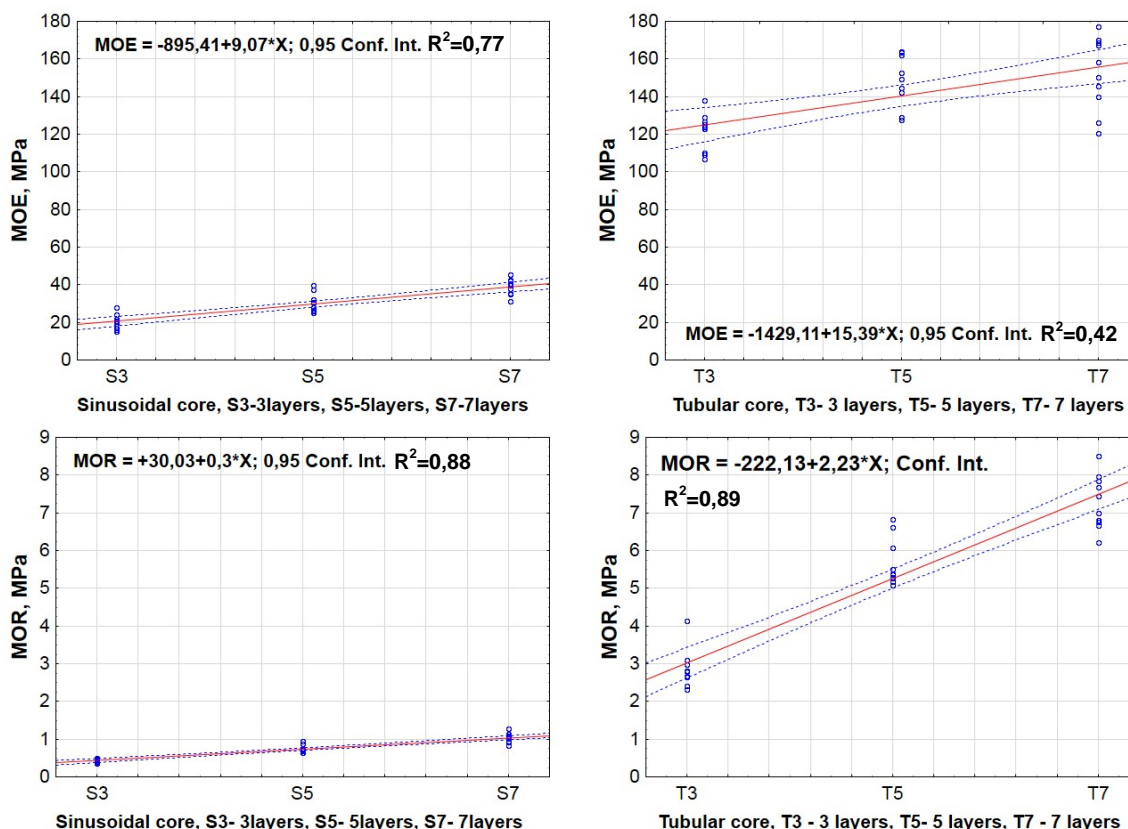 MOE = -895,41+9,07*X; 0,95 Conf. Int. R²=0,77
MOE, MPa
180
160
140
120
100
80
60
40
20
0
S3 S5 S7
Sinusoidal core, S3-3layers, S5-5layers, S7-7layers
MOE, MPa
180
160
140
120
100
80
60
40
20
0
MOE = -1429,11+15,39*X; 0,95 Conf. Int. R²=0,42
T3 T5 T7
Tubular core, T3- 3 layers, T5- 5 layers, T7- 7 layers
MOR = +30,03+0,3*X; 0,95 Conf. Int. R²=0,88
MOR, MPa
9
8
7
6
5
4
3
2
1
0
S3 S5 S7
Sinusoidal core, S3- 3layers, S5- 5layers, S7- 7layers
MOR = -222,13+2,23*X; Conf. Int.
R²=0,89
MOR, MPa
9
8
7
6
5
4
3
2
1
0
T3 T5 T7
Tubular core, T3 - 3 layers, T5- 5 layers, T7 - 7 layers